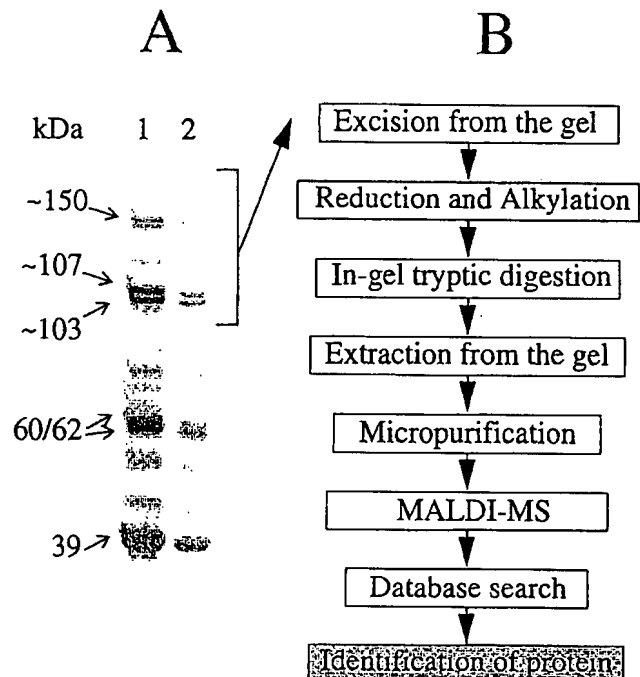 A
B
kDa 1 2
~150
~107
~103
60/62
39
Excision from the gel
Reduction and Alkylation
In-gel tryptic digestion
Extraction from the gel
Micropurification
MALDI-MS
Database search
Identification of protein